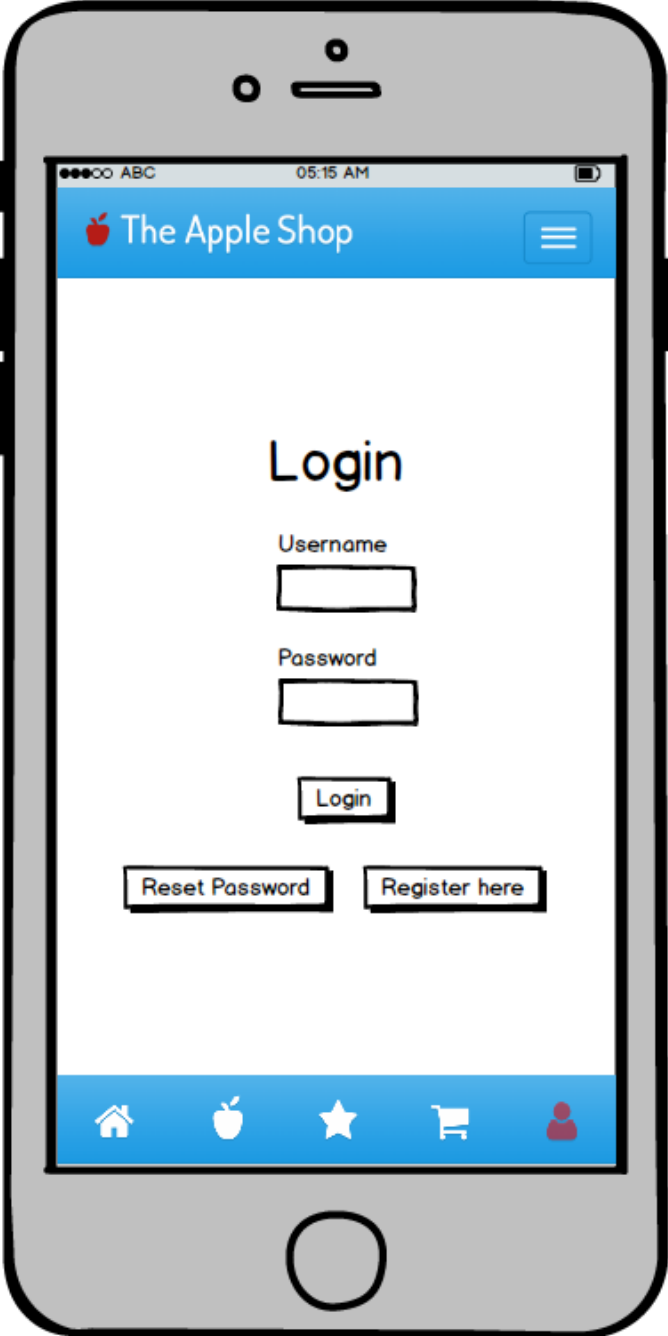 ABC 05:15 AM
The Apple Shop
Login
Username
Password
Login
Reset Password Register here